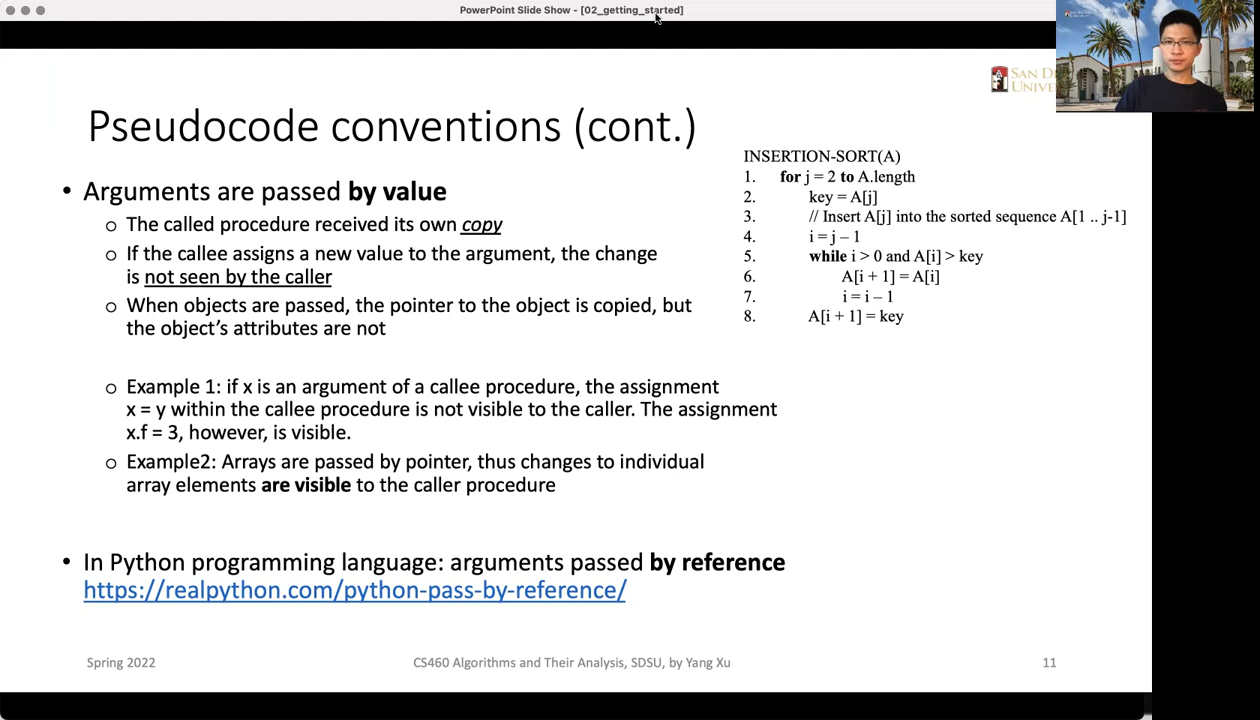 PowerPoint Slide Show - [02_getting_started]
SAN D
UNIVE
Pseudocode conventions (cont.)
• Arguments are passed by value
o The called procedure received its own copy
o If the callee assigns a new value to the argument, the change
is not seen by the caller
o When objects are passed, the pointer to the object is copied, but
the object's attributes are not
o Example 1: if x is an argument of a callee procedure, the assignment
x = y within the callee procedure is not visible to the caller. The assignment
x.f = 3, however, is visible.
o Example2: Arrays are passed by pointer, thus changes to individual
array elements are visible to the caller procedure
• In Python programming language: arguments passed by reference
https://realpython.com/python-pass-by-reference/
INSERTION-SORT(A)
1. for j = 2 to A.length
2. key = A[j]
3. // Insert A[j] into the sorted sequence A[1 .. j-1]
4. i = j – 1
5. while i > 0 and A[i] > key
6. A[i + 1] = A[i]
7. i = i – 1
8. A[i + 1] = key
Spring 2022
CS460 Algorithms and Their Analysis, SDSU, by Yang Xu
11